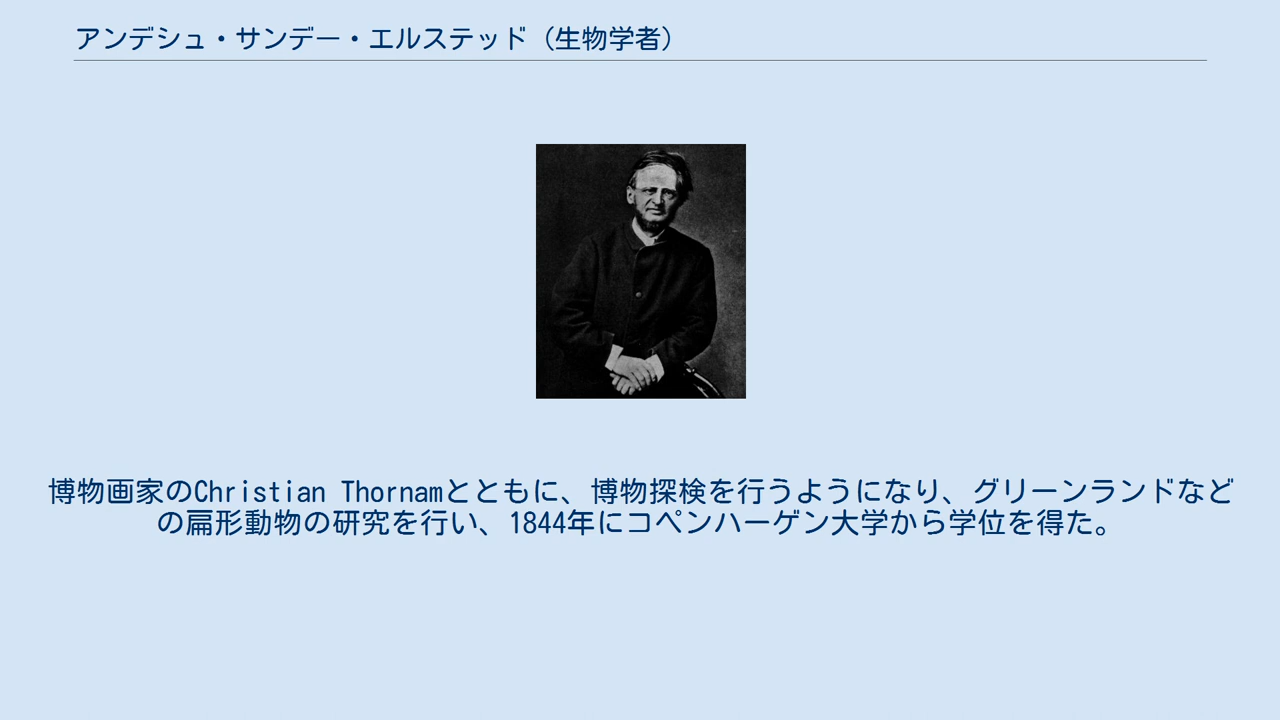 アンデシュ・サンデー・エルステッド（生物学者）
博物画家のChristian Thornamとともに、博物探検を行うようになり、グリーンランドなど
の扁形動物の研究を行い、1844年にコペンハーゲン大学から学位を得た。